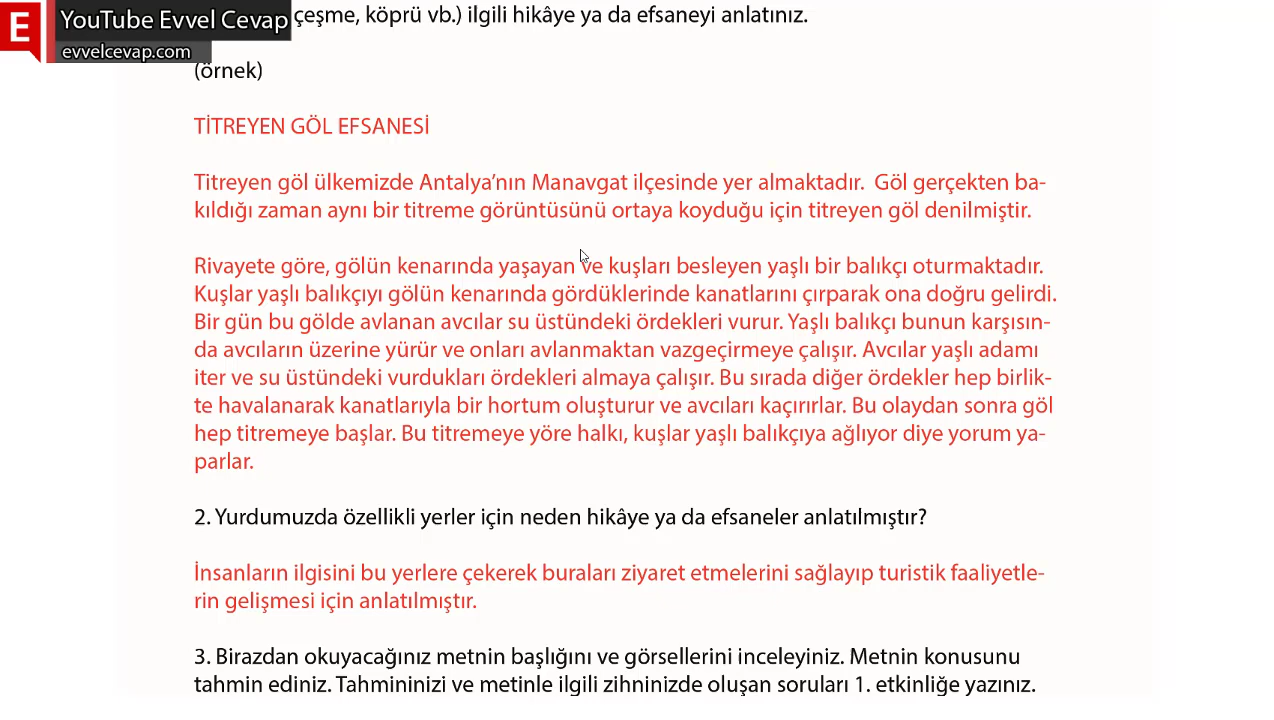 YouTube Evvel Cevap
evvelcevap.com
çeşme, köprü vb.) ilgili hikâye ya da efsaneyi anlatınız.
(örnek)
TİTREYEN GÖL EFSANESİ
Titreyen göl ülkemizde Antalya’nın Manavgat ilçesinde yer almaktadır. Göl gerçekten ba-
kıldığı zaman aynı bir titreme görüntüsünü ortaya koyduğu için titreyen göl denilmiştir.
Rivayete göre, gölün kenarında yaşayan ve kuşları besleyen yaşlı bir balıkçı oturmaktadır.
Kuşlar yaşlı balıkçıyı gölün kenarında gördüklerinde kanatlarını çırparak ona doğru gelirdi.
Bir gün bu gölde avlanan avcılar su üstündeki ördekleri vurur. Yaşlı balıkçı bunun karşısın-
da avcıların üzerine yürür ve onları avlanmaktan vazgeçirmeye çalışır. Avcılar yaşlı adamı
iter ve su üstündeki vurdukları ördekleri almaya çalışır. Bu sırada diğer ördekler hep birlik-
te havalanarak kanatlarıyla bir hortum oluşturur ve avcıları kaçırırlar. Bu olaydan sonra göl
hep titremeye başlar. Bu titremeye yöre halkı, kuşlar yaşlı balıkçıya ağlıyor diye yorum ya-
parlar.
2. Yurdumuzda özellikli yerler için neden hikâye ya da efsaneler anlatılmıştır?
İnsanların ilgisini bu yerlere çekerek buraları ziyaret etmelerini sağlayıp turistik faaliyetle-
rin gelişmesi için anlatılmıştır.
3. Birazdan okuyacağınız metnin başlığını ve görsellerini inceleyiniz. Metnin konusunu
tahmin ediniz. Tahmininizi ve metinle ilgili zihninizde oluşan soruları 1. etkinliğe yazınız.